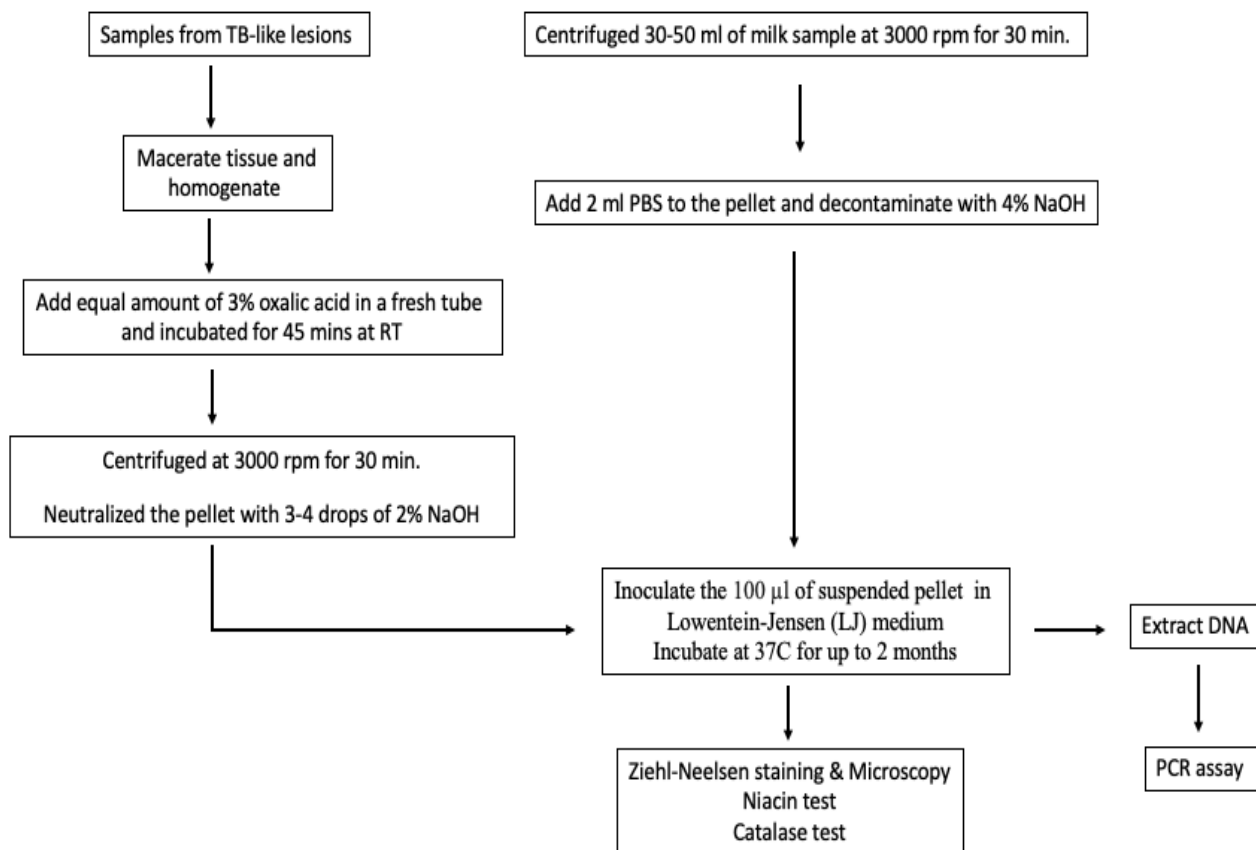 Samples from TB-like lesions
Macerate tissue and
homogenate
Add equal amount of 3% oxalic acid in a fresh tube
and incubated for 45 mins at RT
Centrifuged at 3000 rpm for 30 min.
Neutralized the pellet with 3-4 drops of 2% NaOH
Centrifuged 30-50 ml of milk sample at 3000 rpm for 30 min.
Add 2 ml PBS to the pellet and decontaminate with 4% NaOH
Inoculate the 100 µl of suspended pellet in
Lowentein-Jensen (LJ) medium
Incubate at 37C for up to 2 months
Ziehl-Neelsen staining & Microscopy
Niacin test
Catalase test
Extract DNA
PCR assay